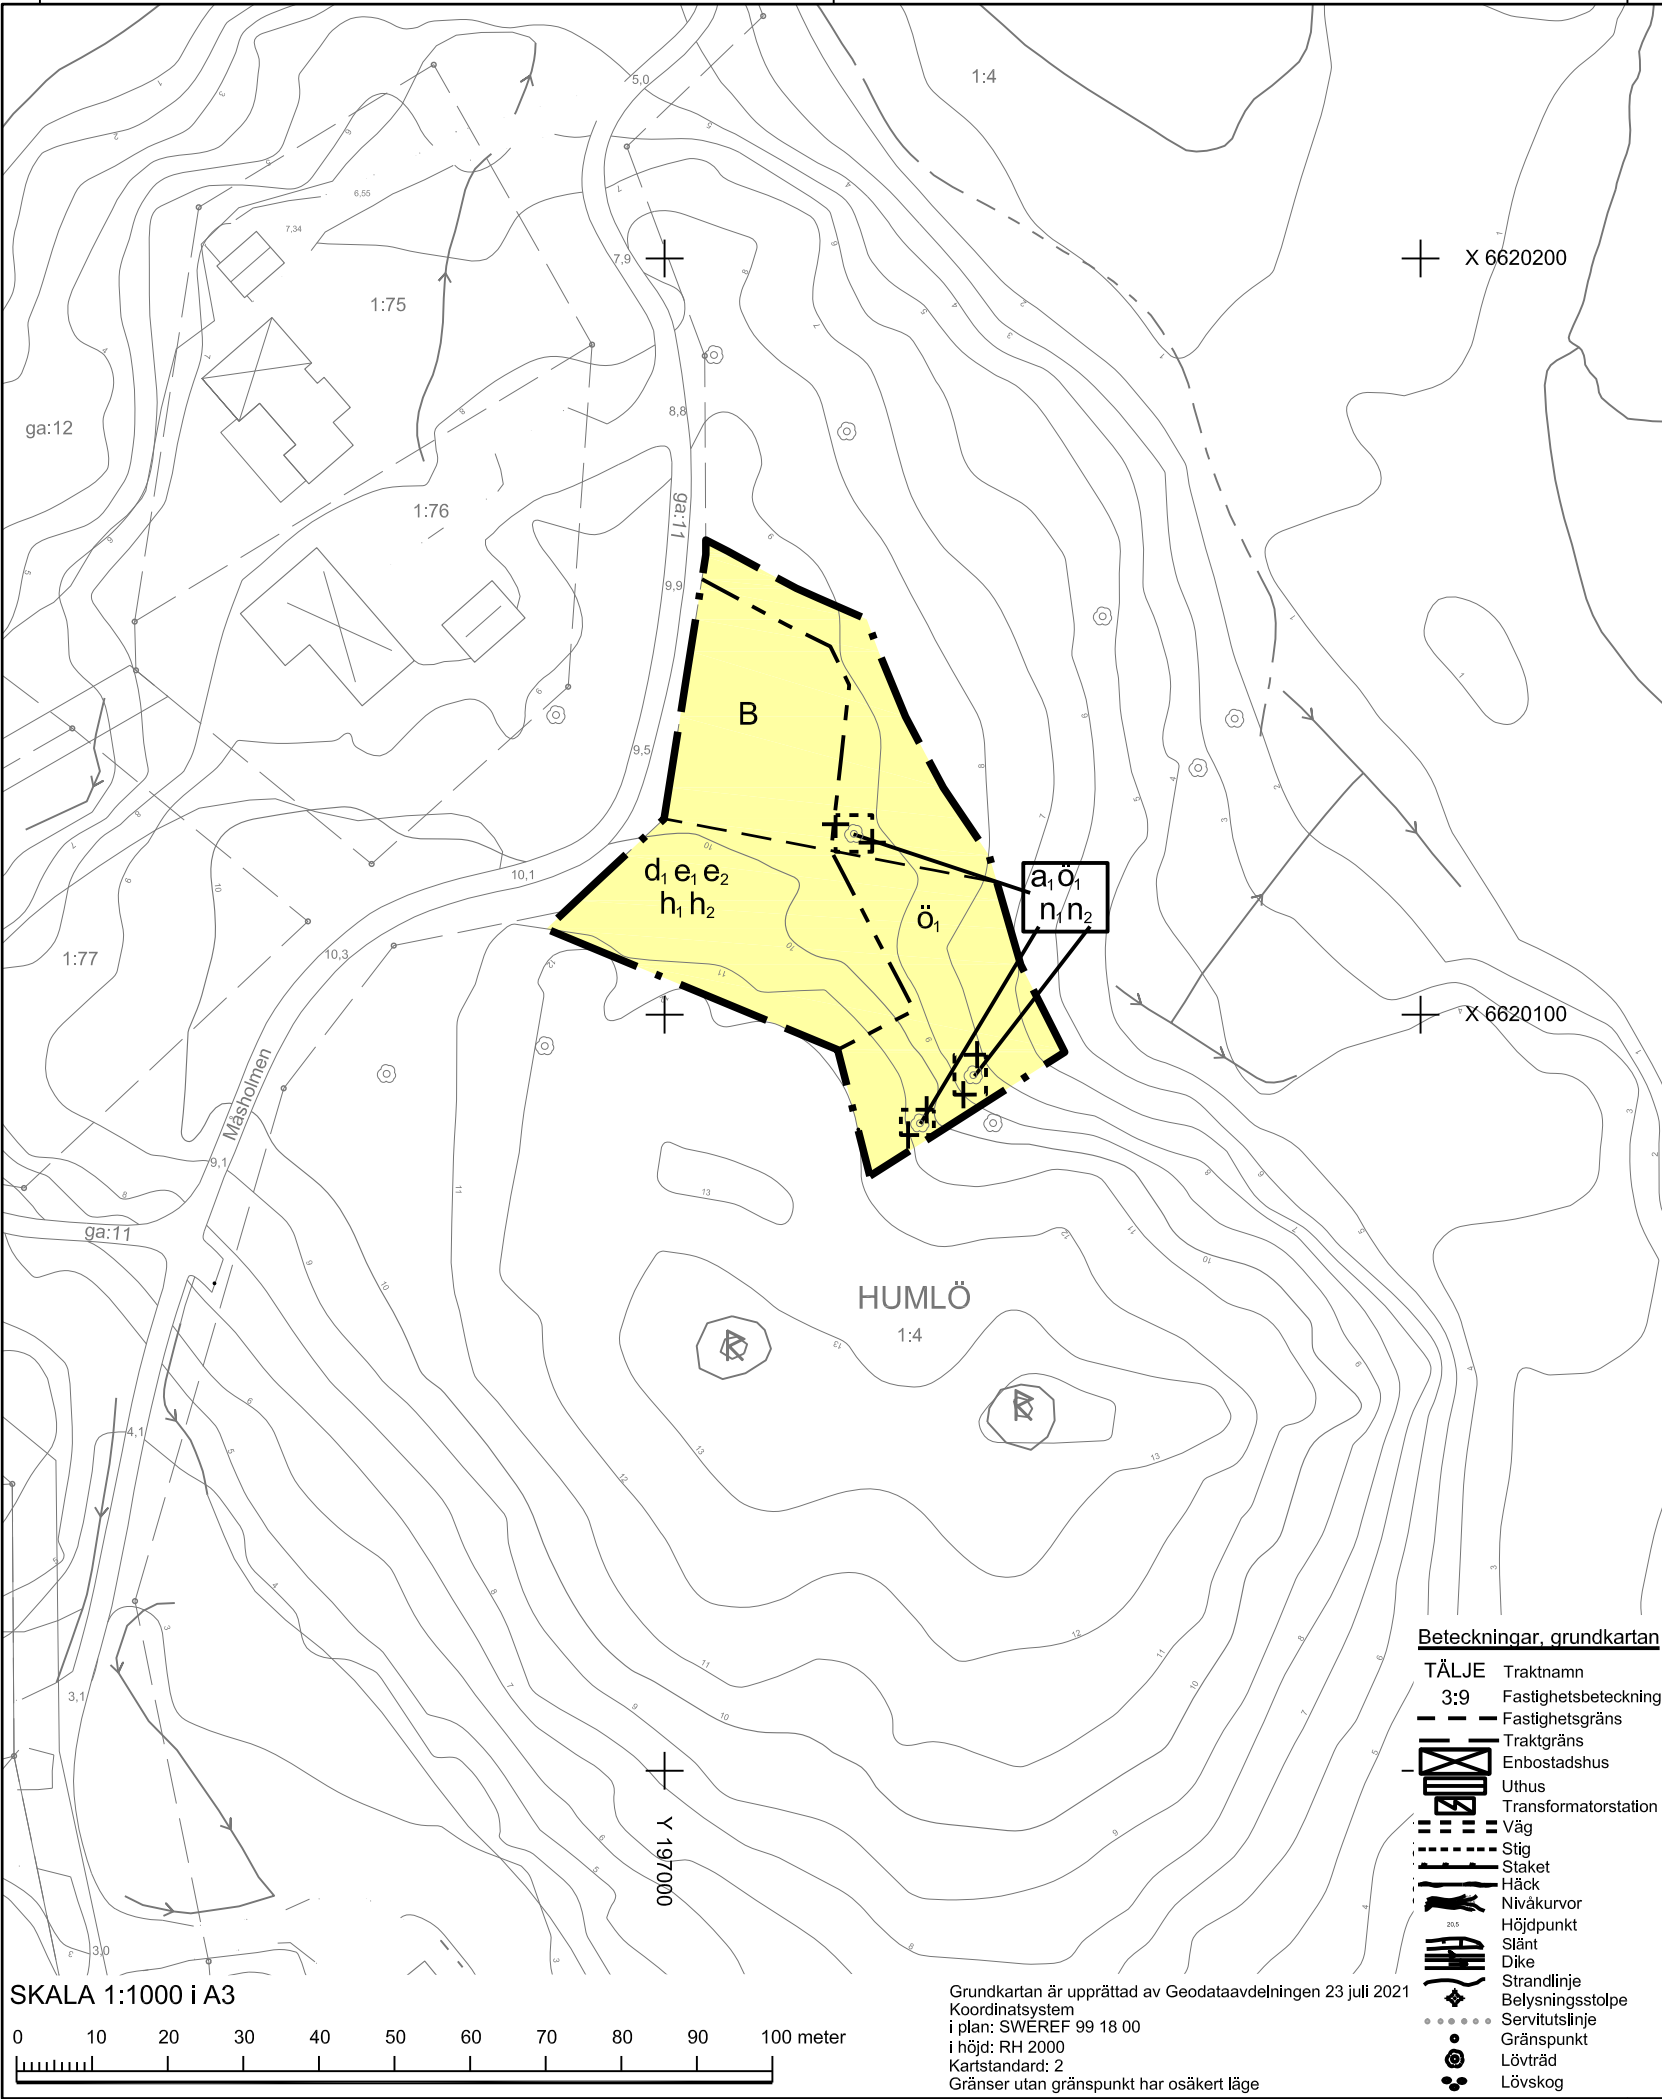 1:4
5,0
6,55
7,34
7,9
X 6620200
1:75
8,8
ga:12
1:76
ga:11
9,9
B
9,5
10,1
d1 e1 e2
h1 h2
a1 ö1
n1 n2
ö1
1:77
10,3
X 6620100
Måsholmen
9,1
ga:11
13
HUMLÖ
1:4
R
R
4,1
3,1
3,0
Y 197000
Beteckningar, grundkartan
TÄLJE Traktnamn
3:9 Fastighetsbeteckning
Fastighetsgräns
Traktgräns
Enbostadshus
Uthus
Transformatorstation
Väg
Stig
Staket
Häck
Nivåkurvor
20,5 Höjdpunkt
Slänt
Dike
Strandlinje
Belysningsstolpe
Servitutslinje
Gränspunkt
Lövträd
Lövskog
SKALA 1:1000 i A3
0 10 20 30 40 50 60 70 80 90 100 meter
Grundkartan är upprättad av Geodataavdelningen 23 juli 2021
Koordinatsystem
i plan: SWEREF 99 18 00
i höjd: RH 2000
Kartstandard: 2
Gränser utan gränspunkt har osäkert läge